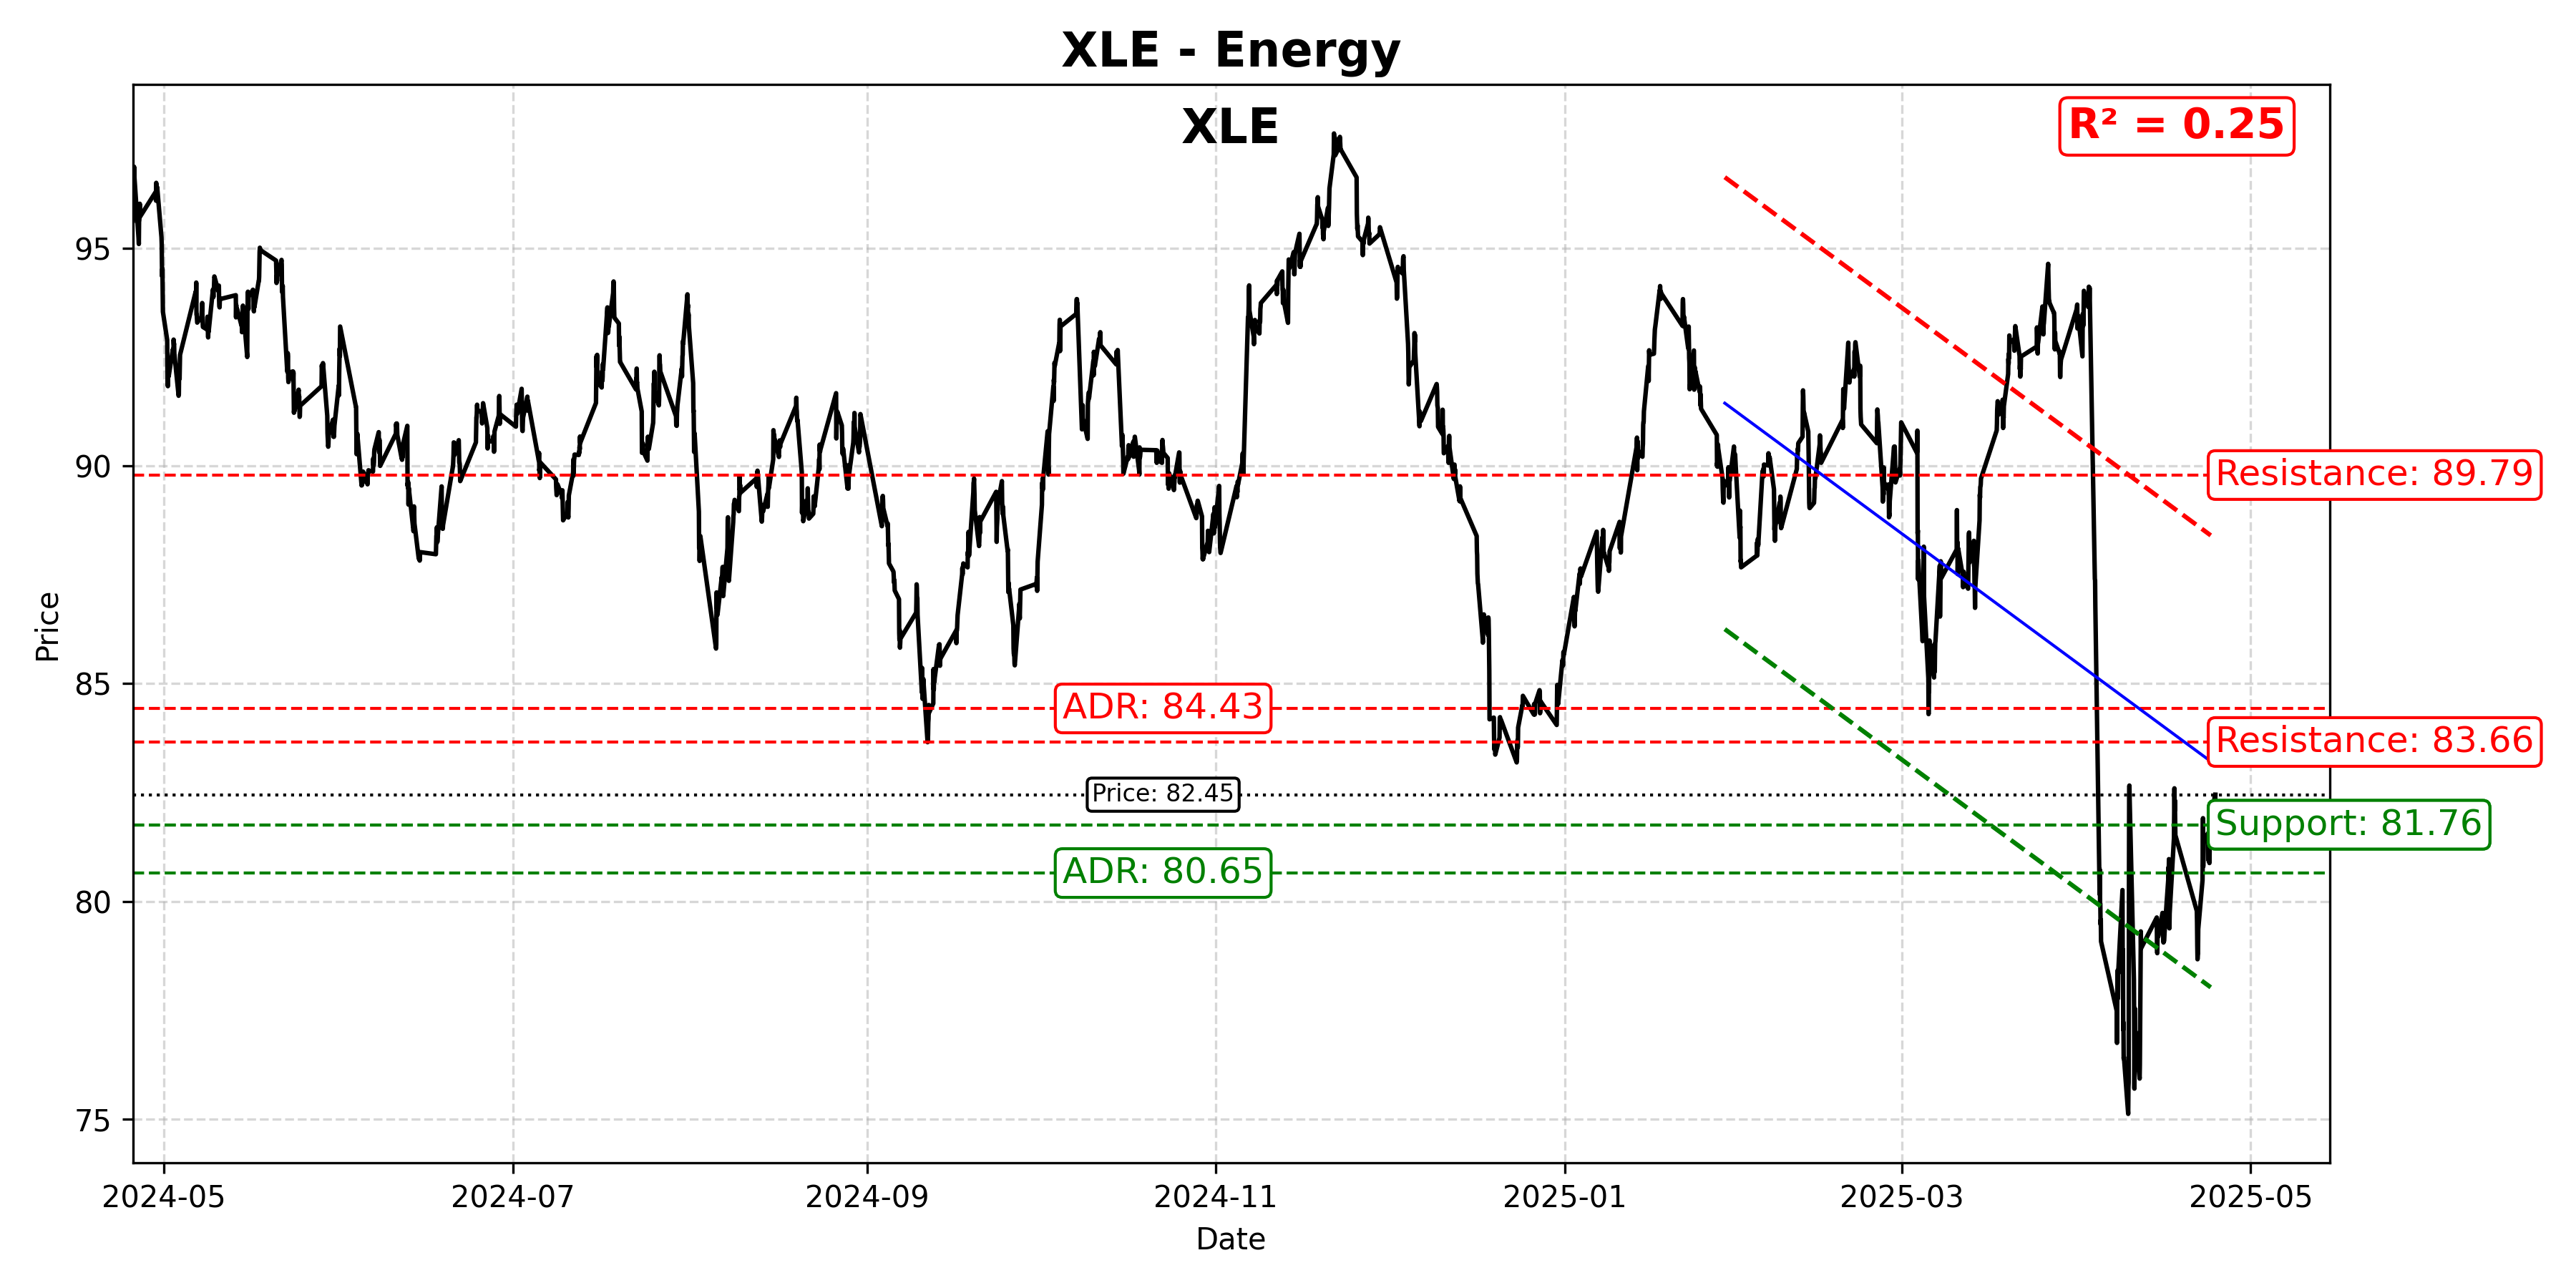 XLE - Energy
XLE
R² = 0.25
95
90
85
80
75
Price
Resistance: 89.79
ADR: 84.43
Resistance: 83.66
Price: 82.45
Support: 81.76
ADR: 80.65
2024-05
2024-07
2024-09
2024-11
2025-01
2025-03
2025-05
Date